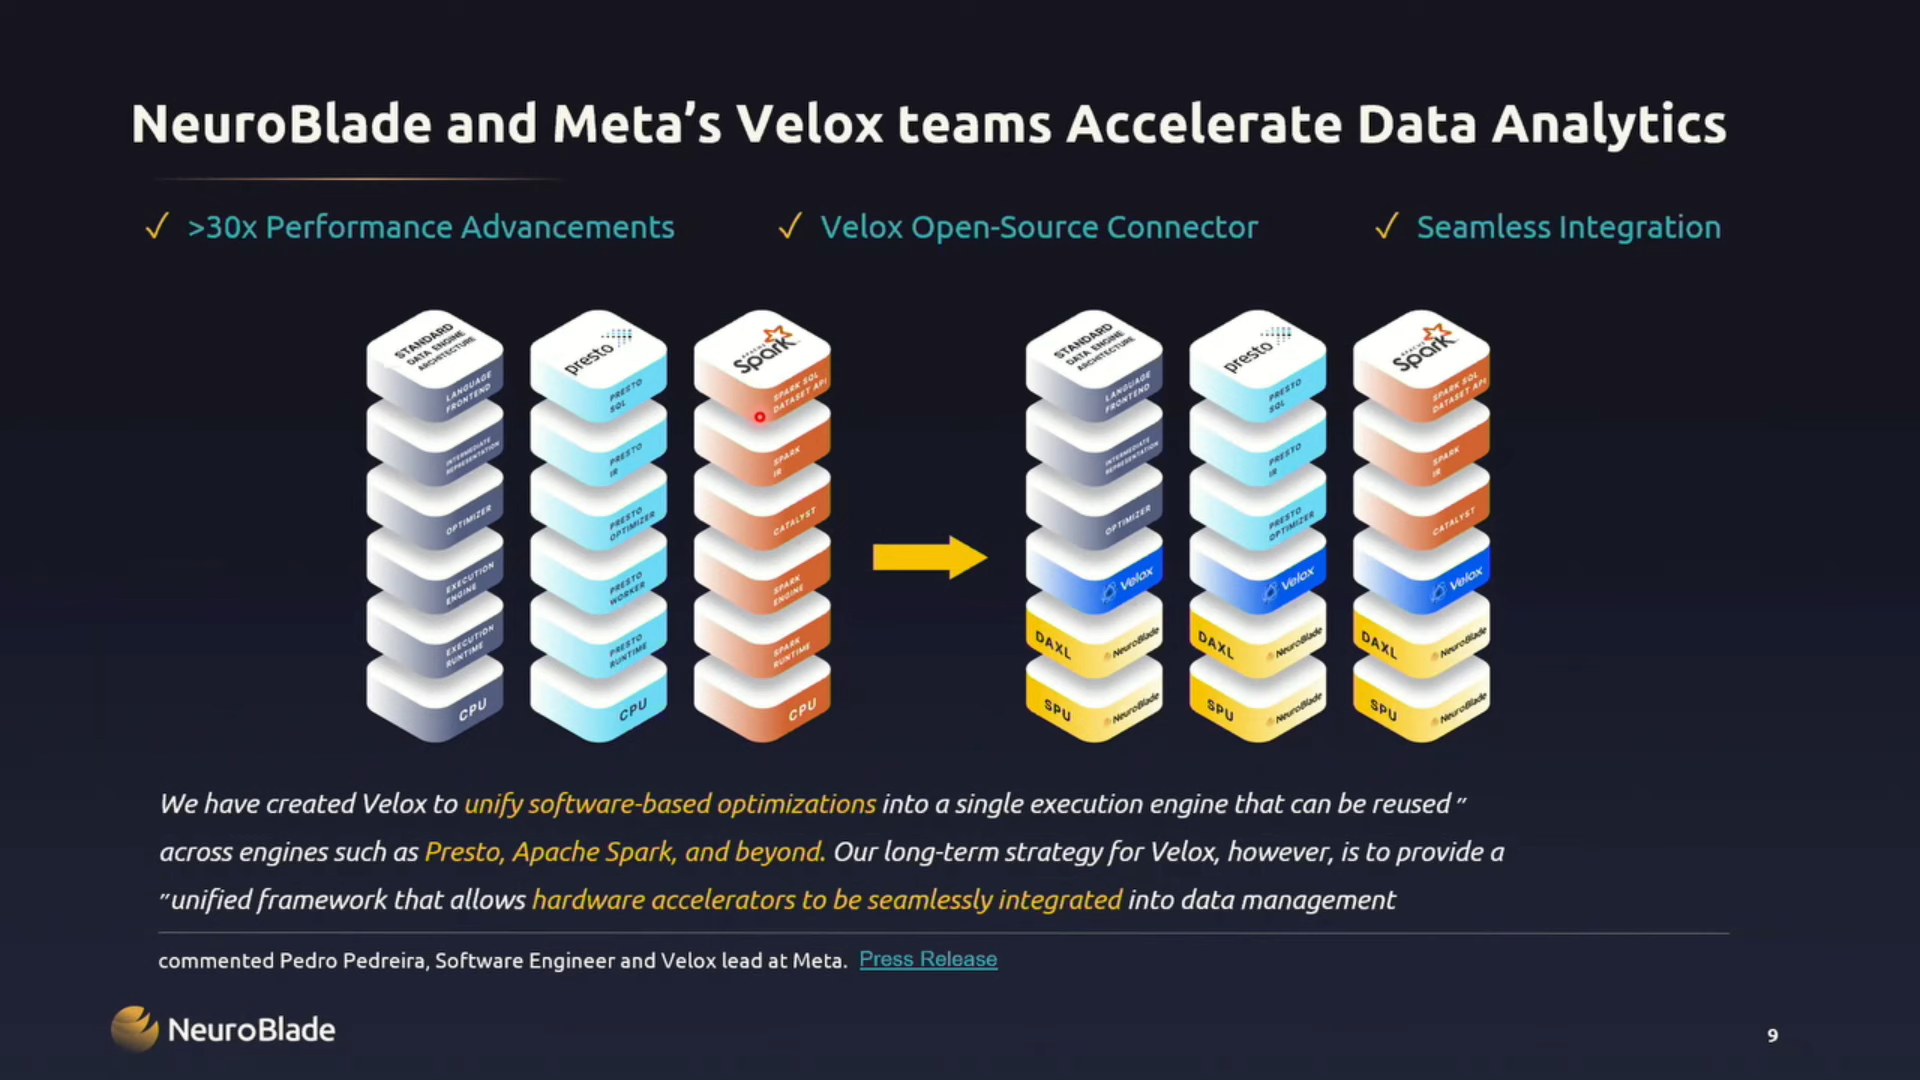 NeuroBlade and Meta’s Velox teams Accelerate Data Analytics
✓ >30x Performance Advancements
✓ Velox Open-Source Connector
✓ Seamless Integration
STANDARD
DATA ENGINE
ARCHITECTURE
LANGUAGE
FRONTEND
INTERMEDIATE
REPRESENTATION
OPTIMIZER
EXECUTION
ENGINE
EXECUTION
RUNTIME
CPU
presto
PRESTO
SQL
PRESTO
IR
PRESTO
OPTIMIZER
PRESTO
WORKER
PRESTO
RUNTIME
CPU
APACHE
Spark
SPARK SQL
DATASET API
SPARK
IR
CATALYST
SPARK
ENGINE
SPARK
RUNTIME
CPU
STANDARD
DATA ENGINE
ARCHITECTURE
LANGUAGE
FRONTEND
INTERMEDIATE
REPRESENTATION
OPTIMIZER
Velox
DAXL NeuroBlade
SPU NeuroBlade
presto
PRESTO
SQL
PRESTO
IR
PRESTO
OPTIMIZER
Velox
DAXL NeuroBlade
SPU NeuroBlade
APACHE
Spark
SPARK SQL
DATASET API
SPARK
IR
CATALYST
Velox
DAXL NeuroBlade
SPU NeuroBlade
We have created Velox to unify software-based optimizations into a single execution engine that can be reused ”
across engines such as Presto, Apache Spark, and beyond. Our long-term strategy for Velox, however, is to provide a
”unified framework that allows hardware accelerators to be seamlessly integrated into data management
commented Pedro Pedreira, Software Engineer and Velox lead at Meta. Press Release
NeuroBlade
9